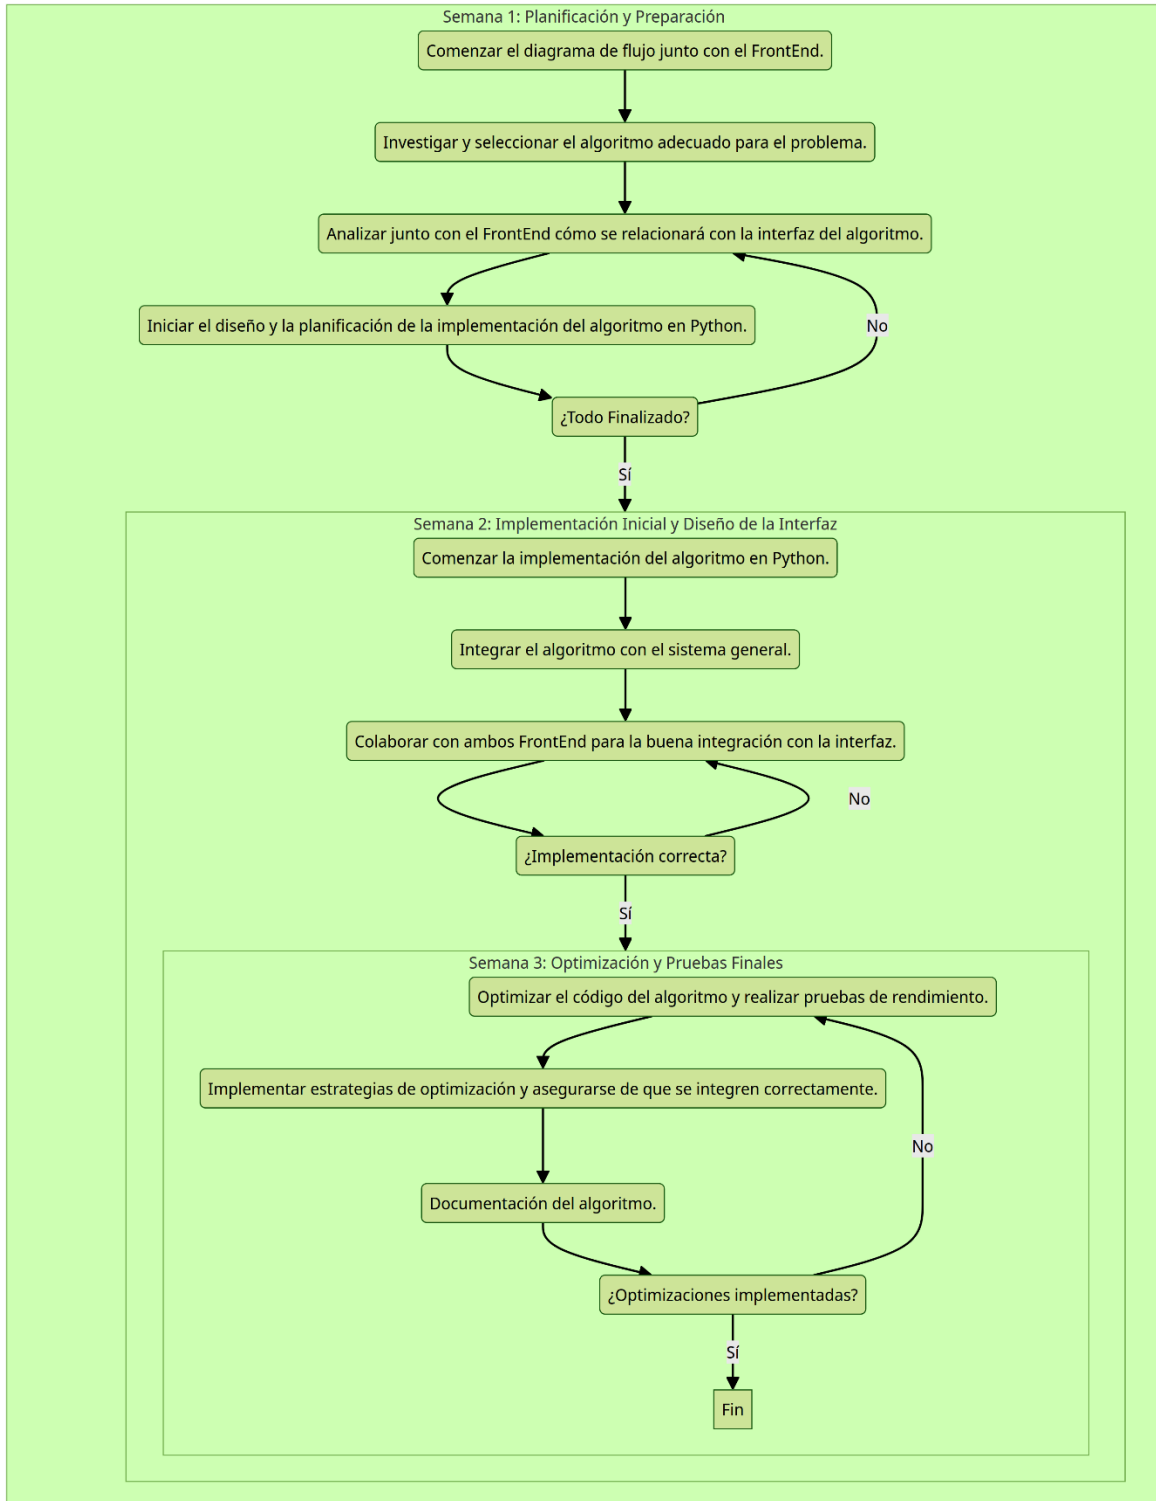 Semana 1: Planificación y Preparación
Comenzar el diagrama de flujo junto con el FrontEnd.
Investigar y seleccionar el algoritmo adecuado para el problema.
Analizar junto con el FrontEnd cómo se relacionará con la interfaz del algoritmo.
Iniciar el diseño y la planificación de la implementación del algoritmo en Python.
No
¿Todo Finalizado?
Sí
Semana 2: Implementación Inicial y Diseño de la Interfaz
Comenzar la implementación del algoritmo en Python.
Integrar el algoritmo con el sistema general.
Colaborar con ambos FrontEnd para la buena integración con la interfaz.
No
¿Implementación correcta?
Sí
Semana 3: Optimización y Pruebas Finales
Optimizar el código del algoritmo y realizar pruebas de rendimiento.
Implementar estrategias de optimización y asegurarse de que se integren correctamente.
No
Documentación del algoritmo.
¿Optimizaciones implementadas?
Sí
Fin